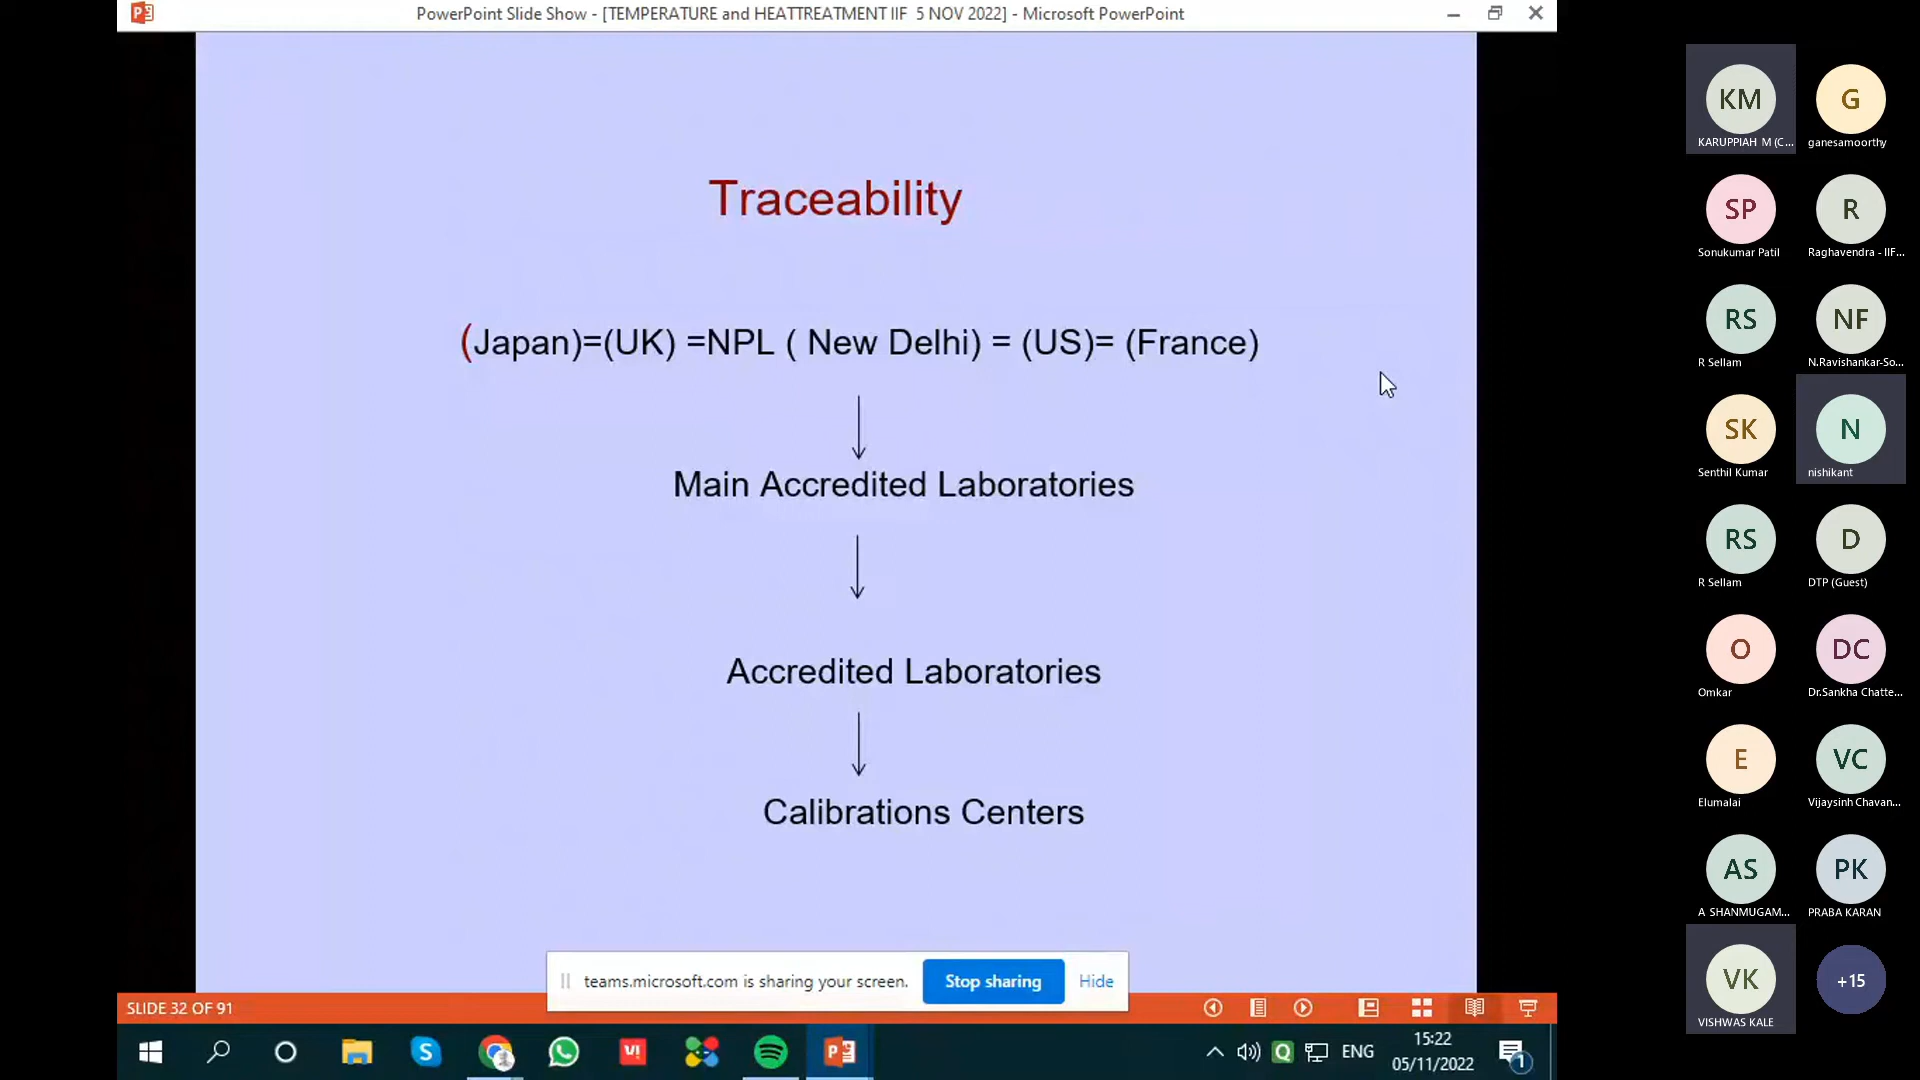 PowerPoint Slide Show - [TEMPERATURE and HEATTREATMENT IIF 5 NOV 2022] - Microsoft PowerPoint
Traceability
(Japan)=(UK) =NPL ( New Delhi) = (US)= (France)
Main Accredited Laboratories
Accredited Laboratories
Calibrations Centers
teams.microsoft.com is sharing your screen.
Stop sharing
Hide
SLIDE 32 OF 91
ENG
15:22
05/11/2022
1
KM
KARUPPIAH M (C...
G
ganesamoorthy
SP
Sonukumar Patil
R
Raghavendra - IIF...
RS
R Sellam
NF
N.Ravishankar-So...
SK
Senthil Kumar
N
nishikant
RS
R Sellam
D
DTP (Guest)
O
Omkar
DC
Dr.Sankha Chatte...
E
Elumalai
VC
Vijaysinh Chavan...
AS
A SHANMUGAM...
PK
PRABA KARAN
VK
VISHWAS KALE
+15